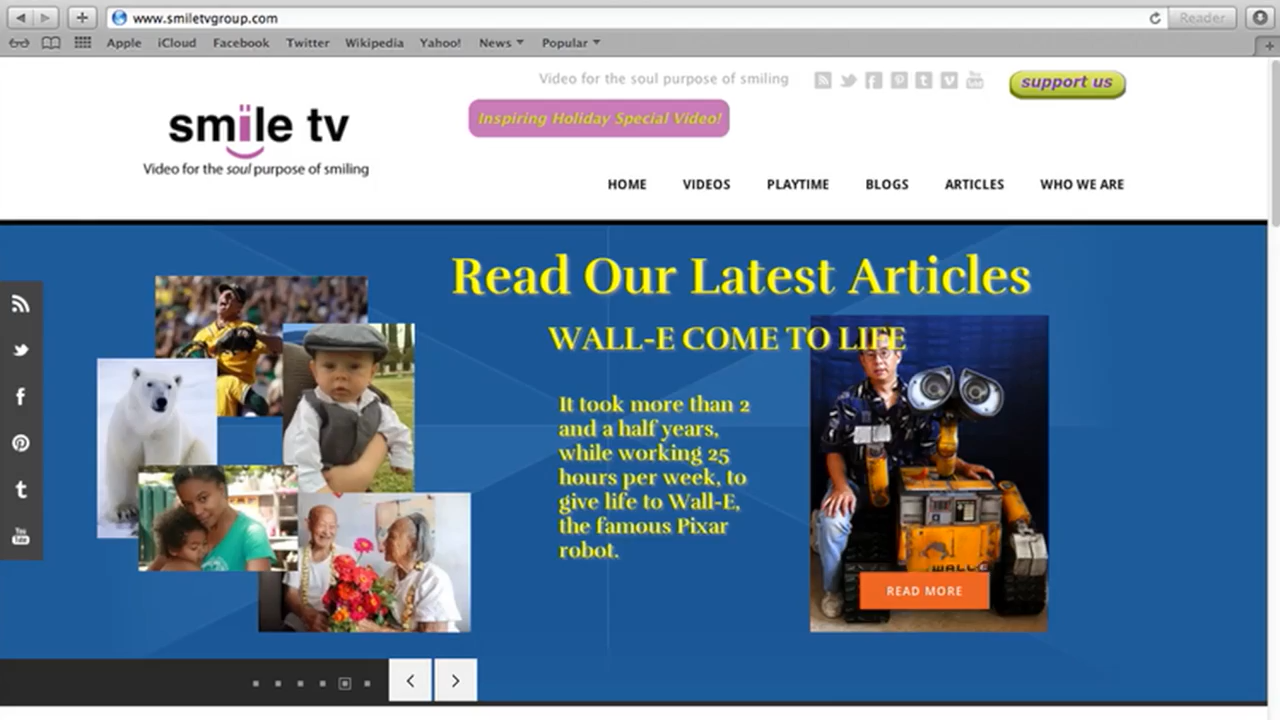 www.smiletvgroup.com
Reader
Apple iCloud Facebook Twitter Wikipedia Yahoo! News Popular
Video for the soul purpose of smiling
support us
smile tv
Video for the soul purpose of smiling
Inspiring Holiday Special Video!
HOME VIDEOS PLAYTIME BLOGS ARTICLES WHO WE ARE
Read Our Latest Articles
WALL-E COME TO LIFE
It took more than 2
and a half years,
while working 25
hours per week, to
give life to Wall-E,
the famous Pixar
robot.
WALL·E
READ MORE